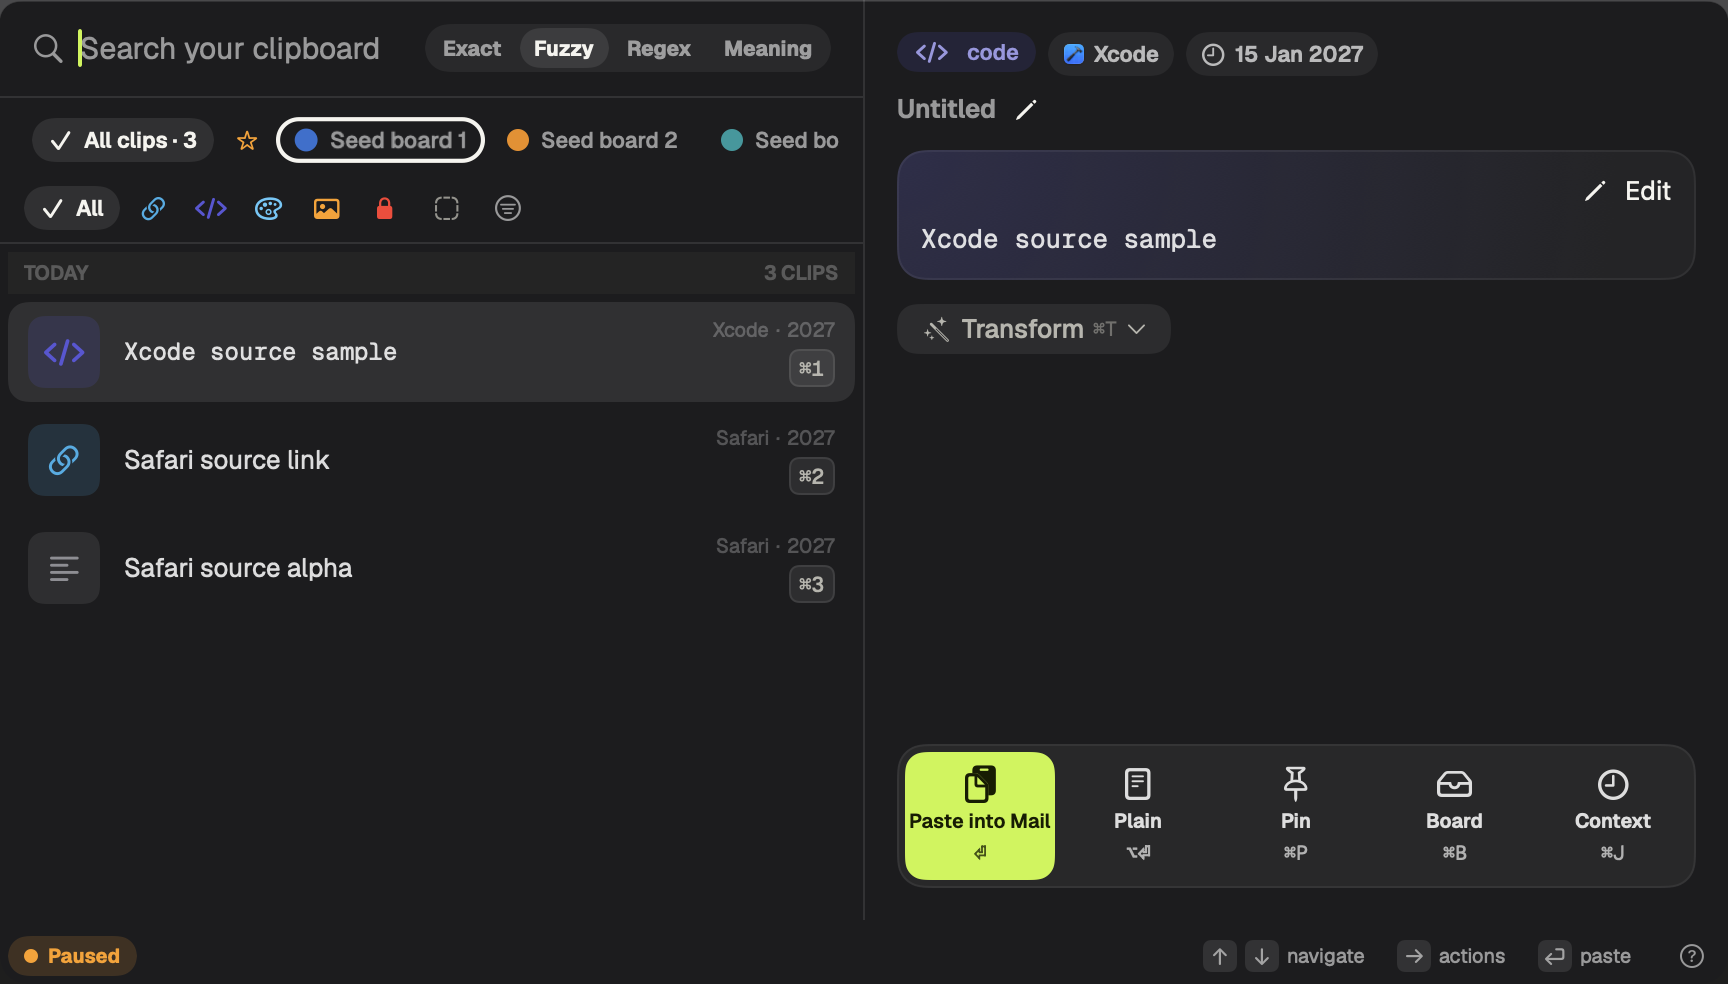 Search your clipboard
Exact Fuzzy Regex Meaning
All clips · 3 Seed board 1 Seed board 2 Seed bo
All
TODAY 3 CLIPS
Xcode source sample
Xcode · 2027
⌘1
Safari source link
Safari · 2027
⌘2
Safari source alpha
Safari · 2027
⌘3
Paused
</> code Xcode 15 Jan 2027
Untitled
Edit
Xcode source sample
Transform ⌘T
Paste into Mail Plain Pin Board Context
⏎ ⌥⏎ ⌘P ⌘B ⌘J
↑ ↓ navigate → actions ↩ paste ?